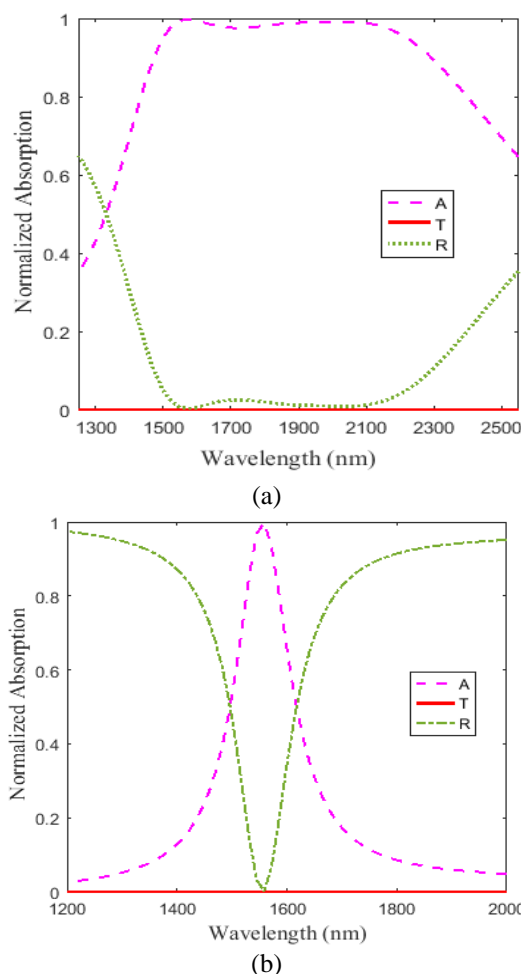 Normalized Absorption
1
0.8
0.6
0.4
0.2
0
A
T
R
1300 1500 1700 1900 2100 2300 2500
Wavelength (nm)
(a)
Normalized Absorption
1
0.8
0.6
0.4
0.2
0
A
T
R
1200 1400 1600 1800 2000
Wavelength (nm)
(b)